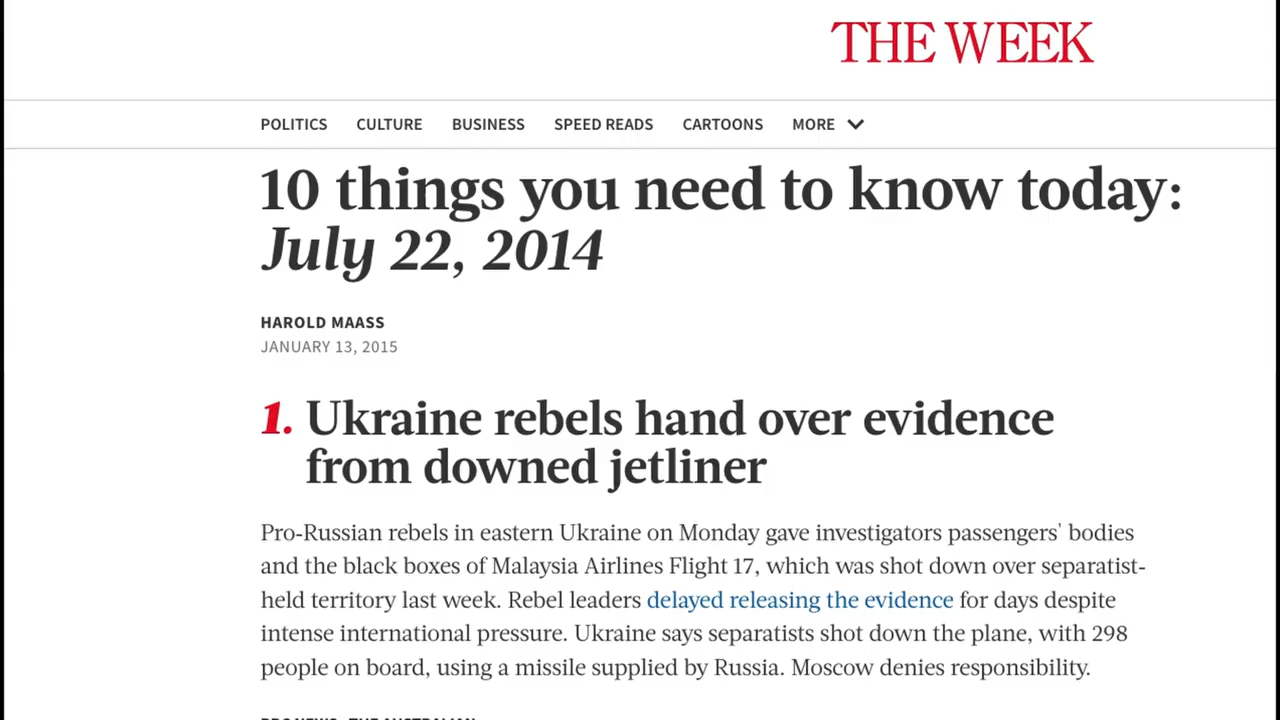 THE WEEK
POLITICS CULTURE BUSINESS SPEED READS CARTOONS MORE
10 things you need to know today:
July 22, 2014
HAROLD MAASS
JANUARY 13, 2015
1. Ukraine rebels hand over evidence
from downed jetliner
Pro-Russian rebels in eastern Ukraine on Monday gave investigators passengers' bodies
and the black boxes of Malaysia Airlines Flight 17, which was shot down over separatist-
held territory last week. Rebel leaders delayed releasing the evidence for days despite
intense international pressure. Ukraine says separatists shot down the plane, with 298
people on board, using a missile supplied by Russia. Moscow denies responsibility.